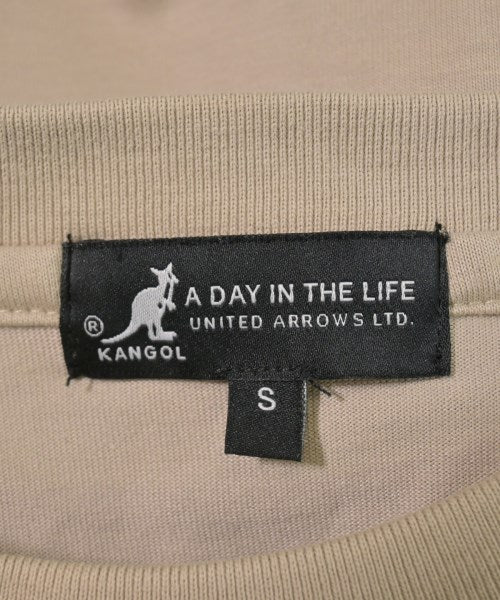 A DAY IN THE LIFE
UNITED ARROWS LTD.
®
KANGOL
S